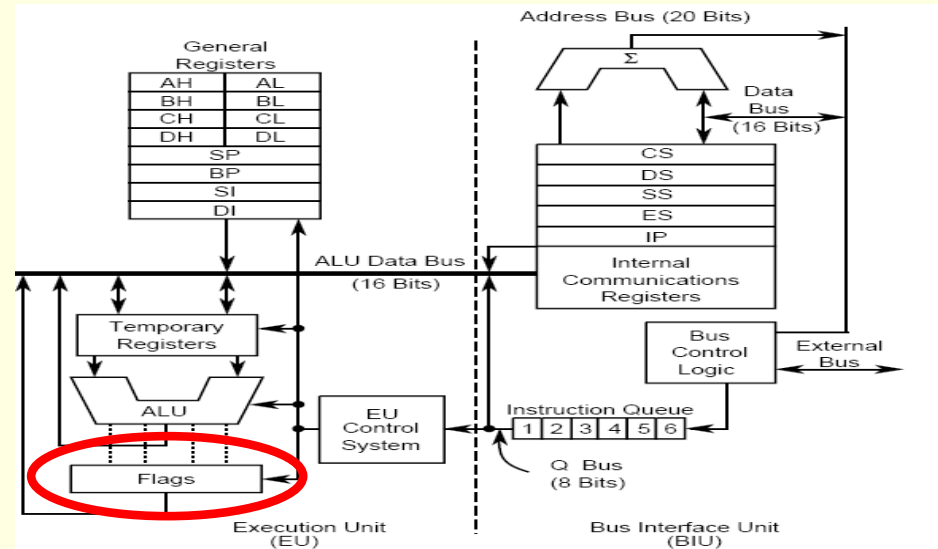 Address Bus (20 Bits)
General
Registers
AH AL
BH BL
CH CL
DH DL
SP
BP
SI
DI
Σ
Data
Bus
(16 Bits)
CS
DS
SS
ES
IP
Internal
Communications
Registers
ALU Data Bus
(16 Bits)
Temporary
Registers
ALU
Flags
EU
Control
System
Bus
Control
Logic
External
Bus
Instruction Queue
1 2 3 4 5 6
Q Bus
(8 Bits)
Execution Unit
(EU)
Bus Interface Unit
(BIU)